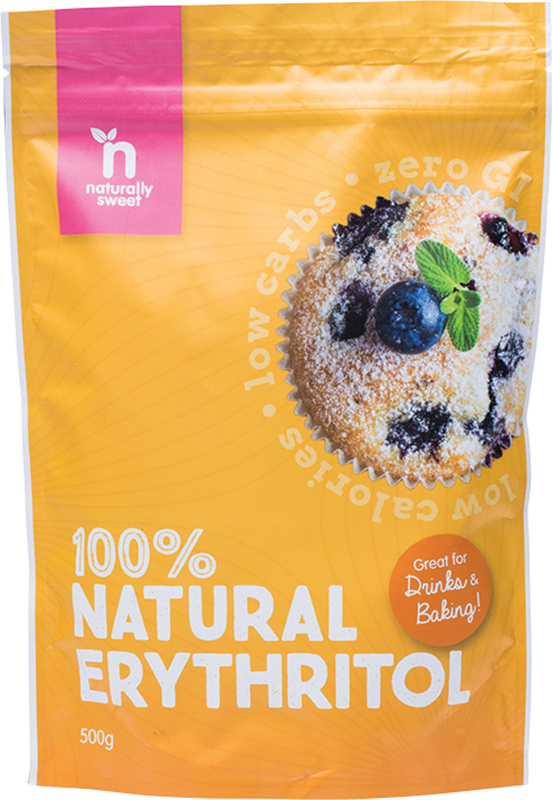 n
naturally
sweet
low calories • low carbs • zero GI
100%
NATURAL
ERYTHRITOL
Great for
Drinks &
Baking!
500g